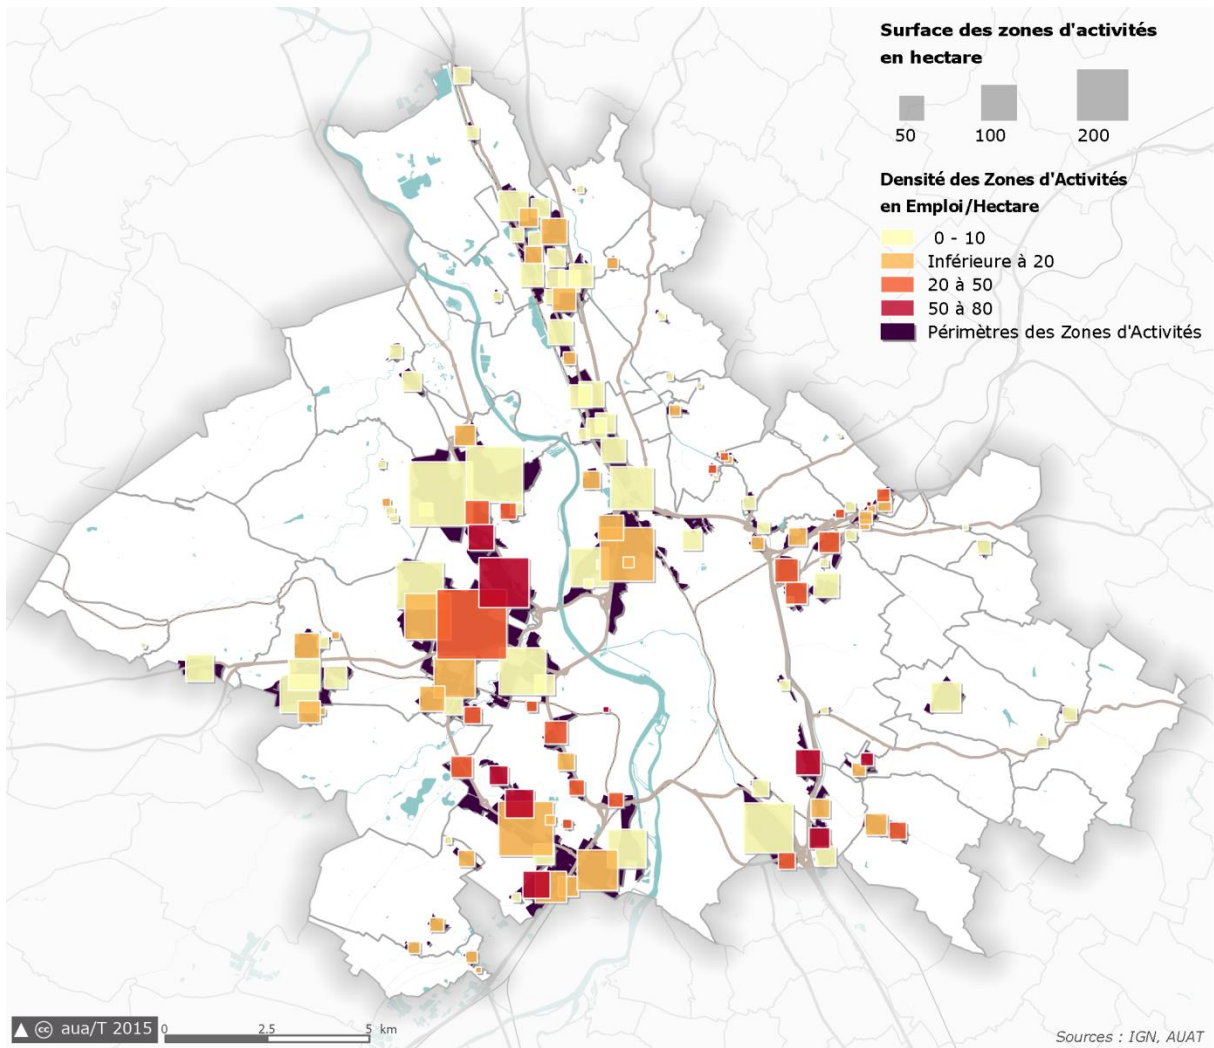 Surface des zones d'activités
en hectare
50 100 200
Densité des Zones d'Activités
en Emploi/Hectare
0 - 10
Inférieure à 20
20 à 50
50 à 80
Périmètres des Zones d'Activités
▲ cc aua/T 2015 0 2.5 5 km
Sources : IGN, AUAT